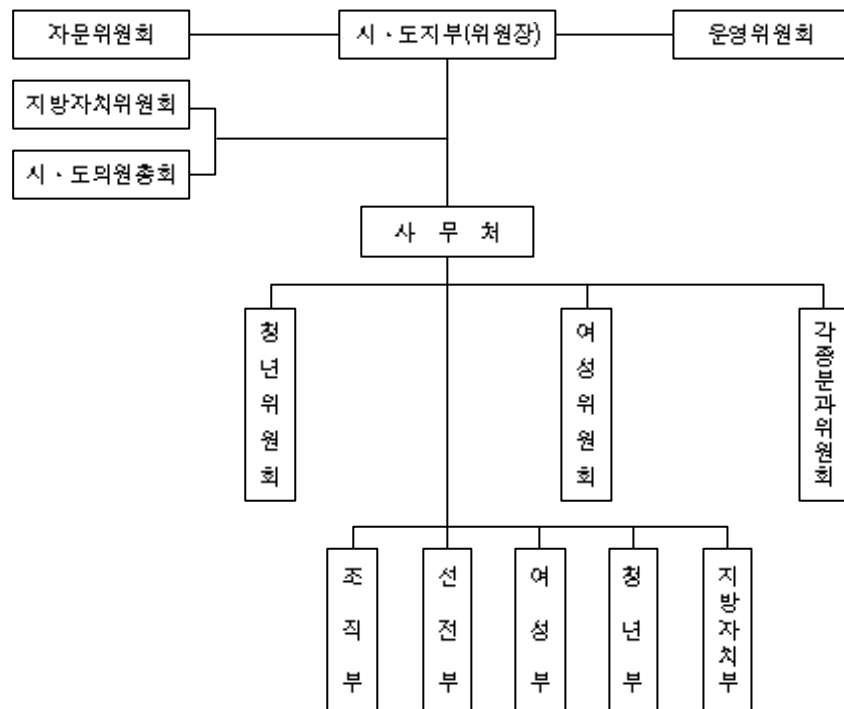 자문위원회
시ㆍ도지부(위원장)
운영위원회
지방자치위원회
시ㆍ도의원총회
사 무 처
청년위원회
여성위원회
각종분과위원회
조직부
선전부
여성부
청년부
지방자치부